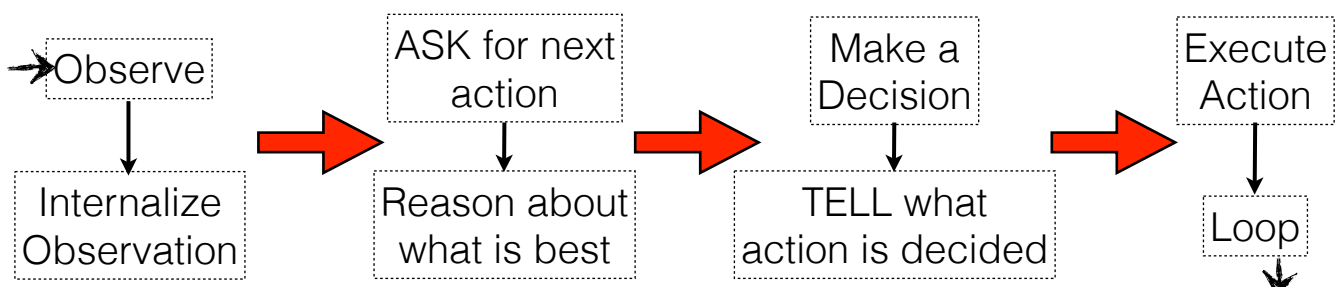 Observe
Internalize
Observation
ASK for next
action
Reason about
what is best
Make a
Decision
TELL what
action is decided
Execute
Action
Loop